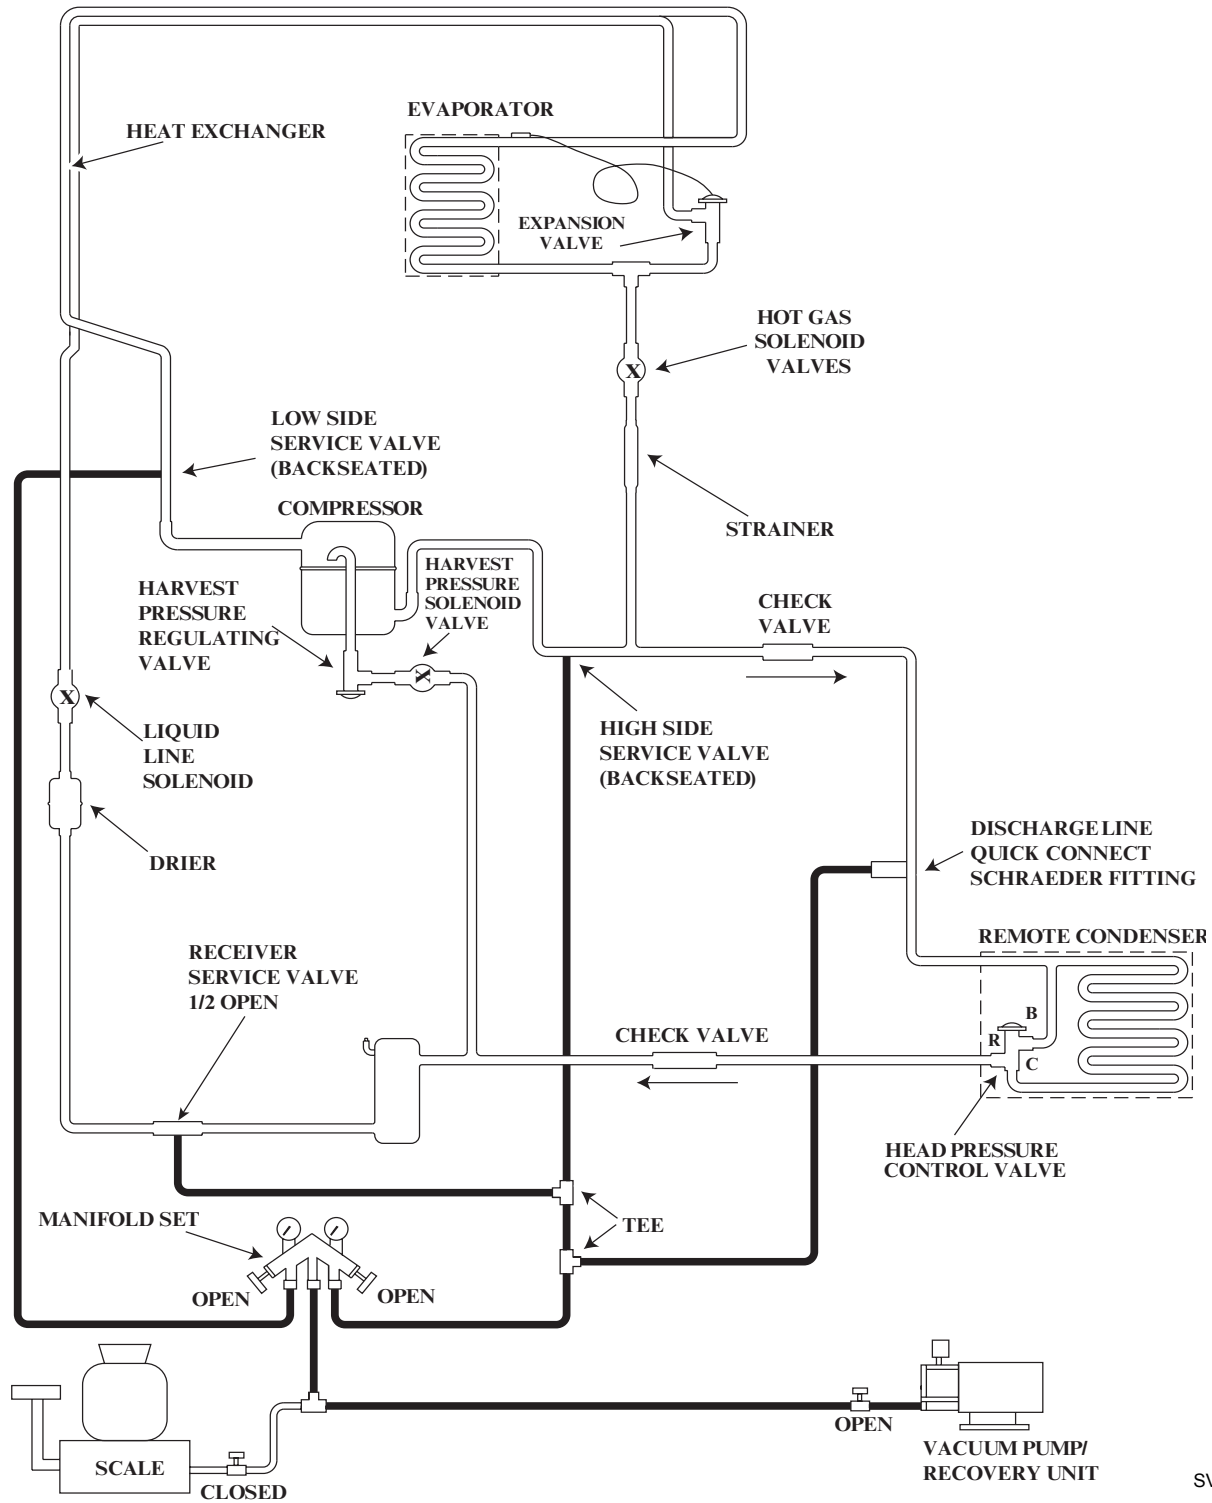 EVAPORATOR
HEAT EXCHANGER
EXPANSION
VALVE
HOT GAS
SOLENOID
VALVES
X
LOW SIDE
SERVICE VALVE
(BACKSEATED)
COMPRESSOR
STRAINER
HARVEST
PRESSURE
SOLENOID
VALVE
HARVEST
PRESSURE
REGULATING
VALVE
CHECK
VALVE
X
X
LIQUID
LINE
SOLENOID
HIGH SIDE
SERVICE VALVE
(BACKSEATED)
DRIER
DISCHARGE LINE
QUICK CONNECT
SCHRAEDER FITTING
REMOTE CONDENSER
RECEIVER
SERVICE VALVE
1/2 OPEN
B
R
C
CHECK VALVE
HEAD PRESSURE
CONTROL VALVE
MANIFOLD SET
TEE
OPEN
OPEN
OPEN
SCALE
CLOSED
VACUUM PUMP/
RECOVERY UNIT